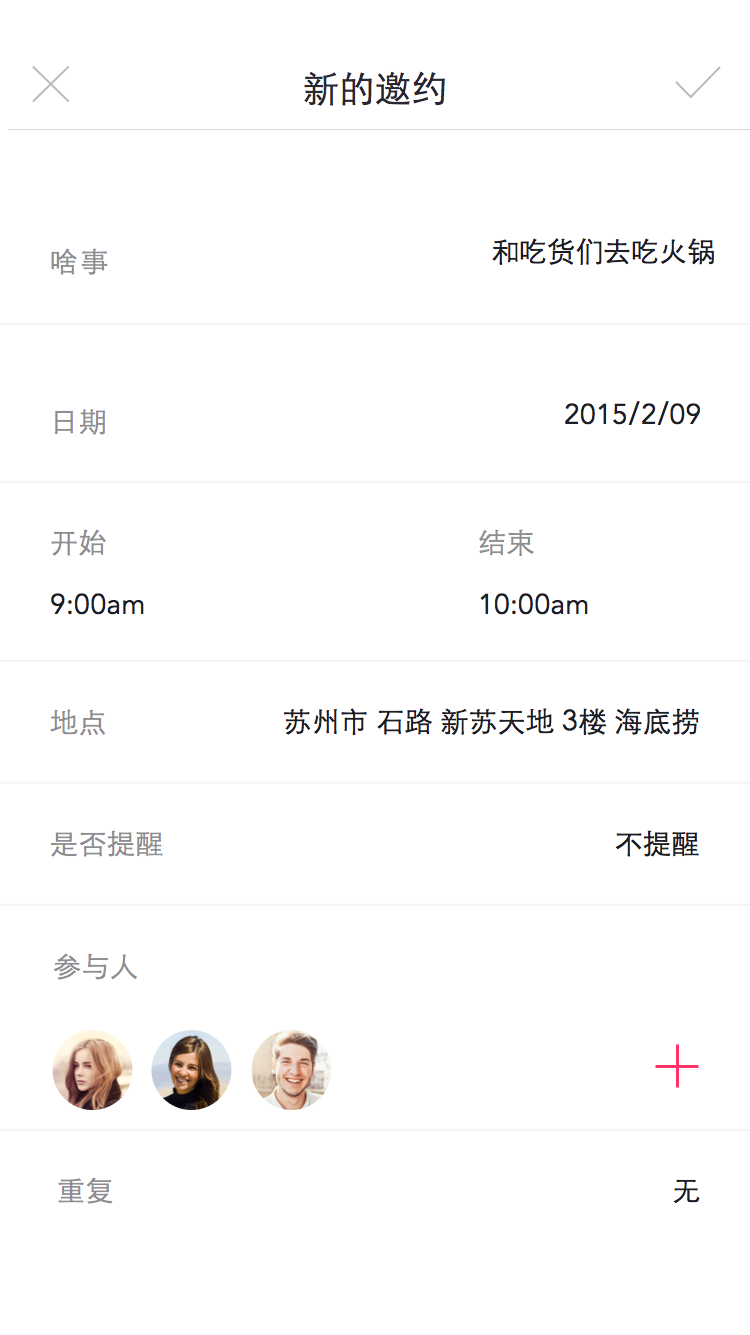 新的邀约
啥事
和吃货们去吃火锅
日期
2015/2/09
开始
结束
9:00am
10:00am
地点
苏州市 石路 新苏天地 3楼 海底捞
是否提醒
不提醒
参与人
重复
无